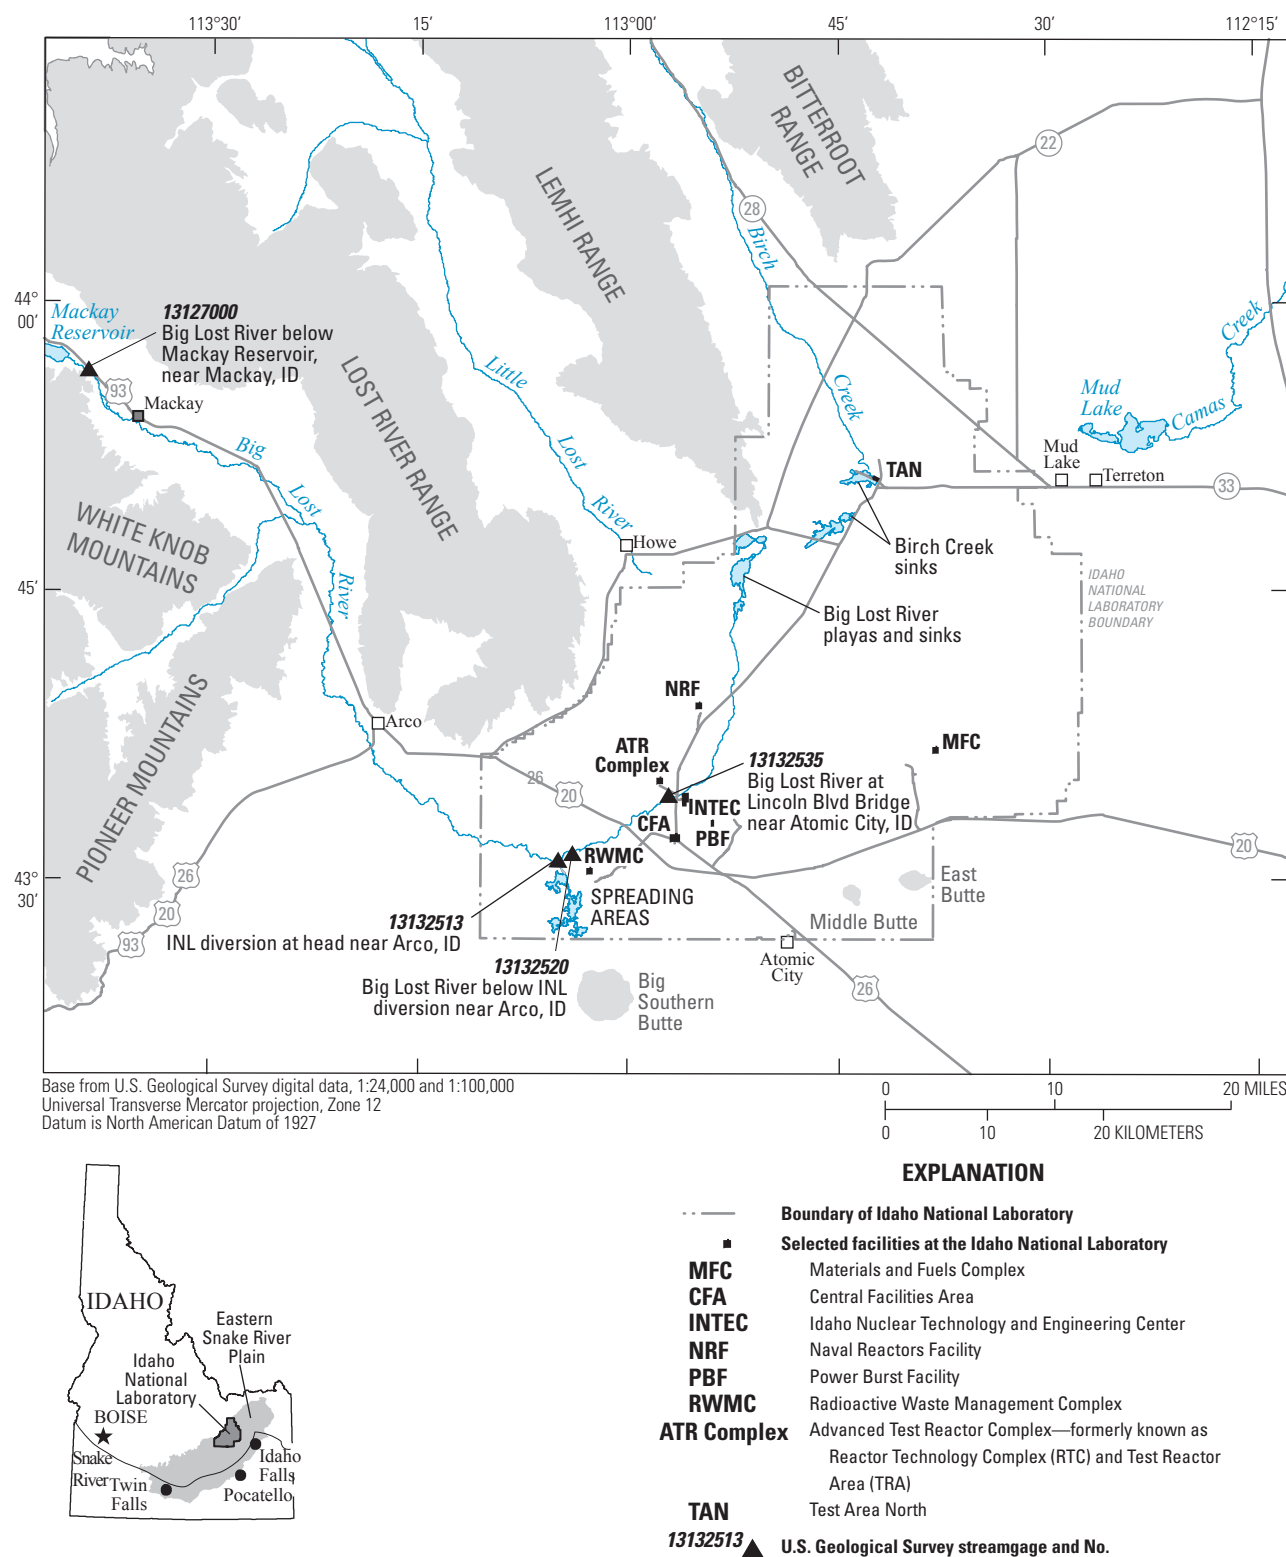 113°30′
15′
113°00′
45′
30′
112°15′
BITTERROOT
RANGE
22
LEMHI RANGE
28
Birch
44°
00′
Mackay
Reservoir
13127000
Big Lost River below
Mackay Reservoir,
near Mackay, ID
93
Mackay
LOST RIVER RANGE
Little
Creek
Creek
Mud
Lake
Camas
Big
Lost
Lost
River
Mud
Lake
Terreton
33
TAN
WHITE KNOB
MOUNTAINS
Howe
Birch Creek
sinks
45′
River
IDAHO
NATIONAL
LABORATORY
BOUNDARY
Big Lost River
playas and sinks
PIONEER MOUNTAINS
NRF
Arco
ATR
Complex
MFC
13132535
Big Lost River at
Lincoln Blvd Bridge
near Atomic City, ID
26
20
INTEC
CFA
PBF
20
RWMC
43°
30′
26
20
93
SPREADING
AREAS
East
Butte
Middle Butte
13132513
INL diversion at head near Arco, ID
Atomic
City
13132520
Big Lost River below INL
diversion near Arco, ID
Big
Southern
Butte
26
Base from U.S. Geological Survey digital data, 1:24,000 and 1:100,000
Universal Transverse Mercator projection, Zone 12
Datum is North American Datum of 1927
0 10 20 MILES
0 10 20 KILOMETERS
IDAHO
Eastern
Snake River
Plain
Idaho
National
Laboratory
BOISE
Snake
River
Twin
Falls
Idaho
Falls
Pocatello
EXPLANATION
Boundary of Idaho National Laboratory
Selected facilities at the Idaho National Laboratory
MFC Materials and Fuels Complex
CFA Central Facilities Area
INTEC Idaho Nuclear Technology and Engineering Center
NRF Naval Reactors Facility
PBF Power Burst Facility
RWMC Radioactive Waste Management Complex
ATR Complex Advanced Test Reactor Complex—formerly known as
Reactor Technology Complex (RTC) and Test Reactor
Area (TRA)
TAN Test Area North
13132513 U.S. Geological Survey streamgage and No.